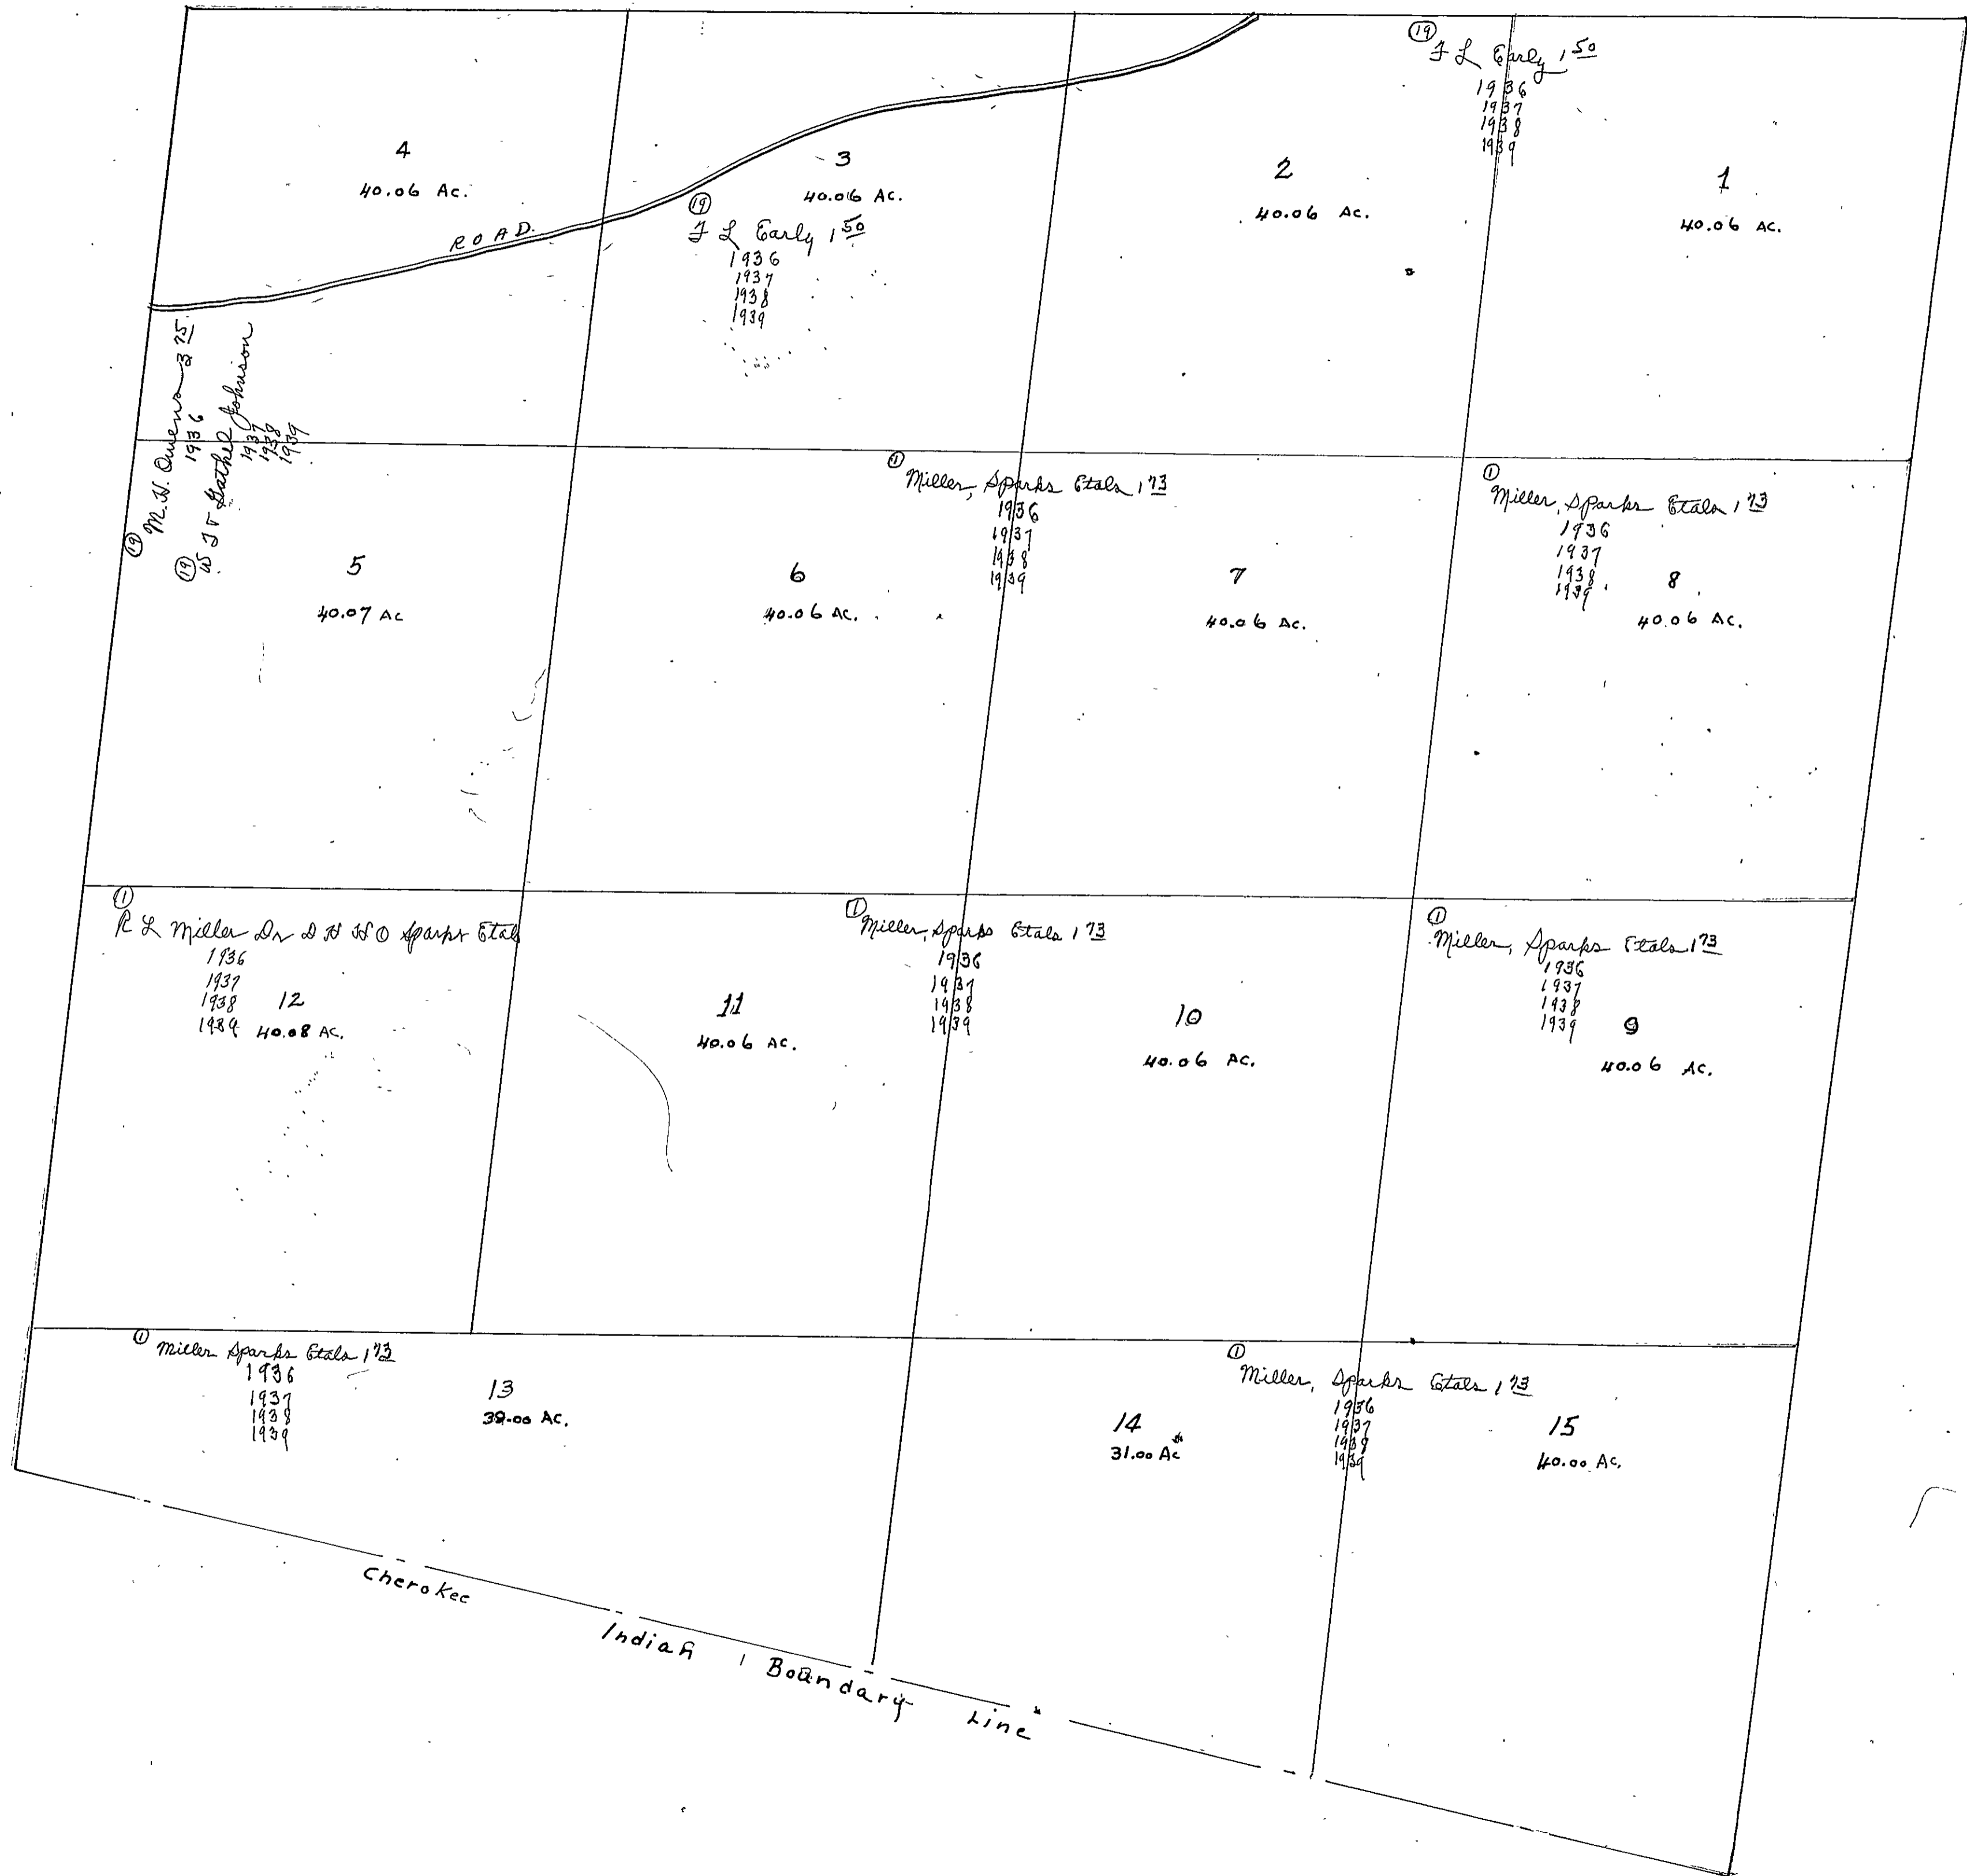 ⑲
F L Early 1 50
1936
1937
1938
1939
4
40.06 AC.
3
40.06 AC.
2
40.06 AC.
1
40.06 AC.
ROAD.
⑲
F L Early 1 50
1936
1937
1938
1939
⑲ M. H. Owens 3 75
1936
⑲ Johnson
1937
1938
1939
①
Miller, Sparks Etals 1 73
1936
1937
1938
1939
①
Miller, Sparks Etals 1 73
1936
1937
1938
1939
5
40.07 AC
6
40.06 AC.
7
40.06 AC.
8
40.06 AC.
①
R L Miller Dr D H H O Sparks Etals
1936
1937
1938
1939
12
40.08 AC.
①
Miller, Sparks Etals 1 73
1936
1937
1938
1939
11
40.06 AC.
10
40.06 AC.
①
Miller, Sparks Etals 1 73
1936
1937
1938
1939
9
40.06 AC.
①
Miller Sparks Etals 1 73
1936
1937
1938
1939
13
AC.
①
Miller, Sparks Etals 1 73
1936
1937
1938
1939
14
31.00 Ac
15
40.00 AC.
Cherokee Indian Boundary Line